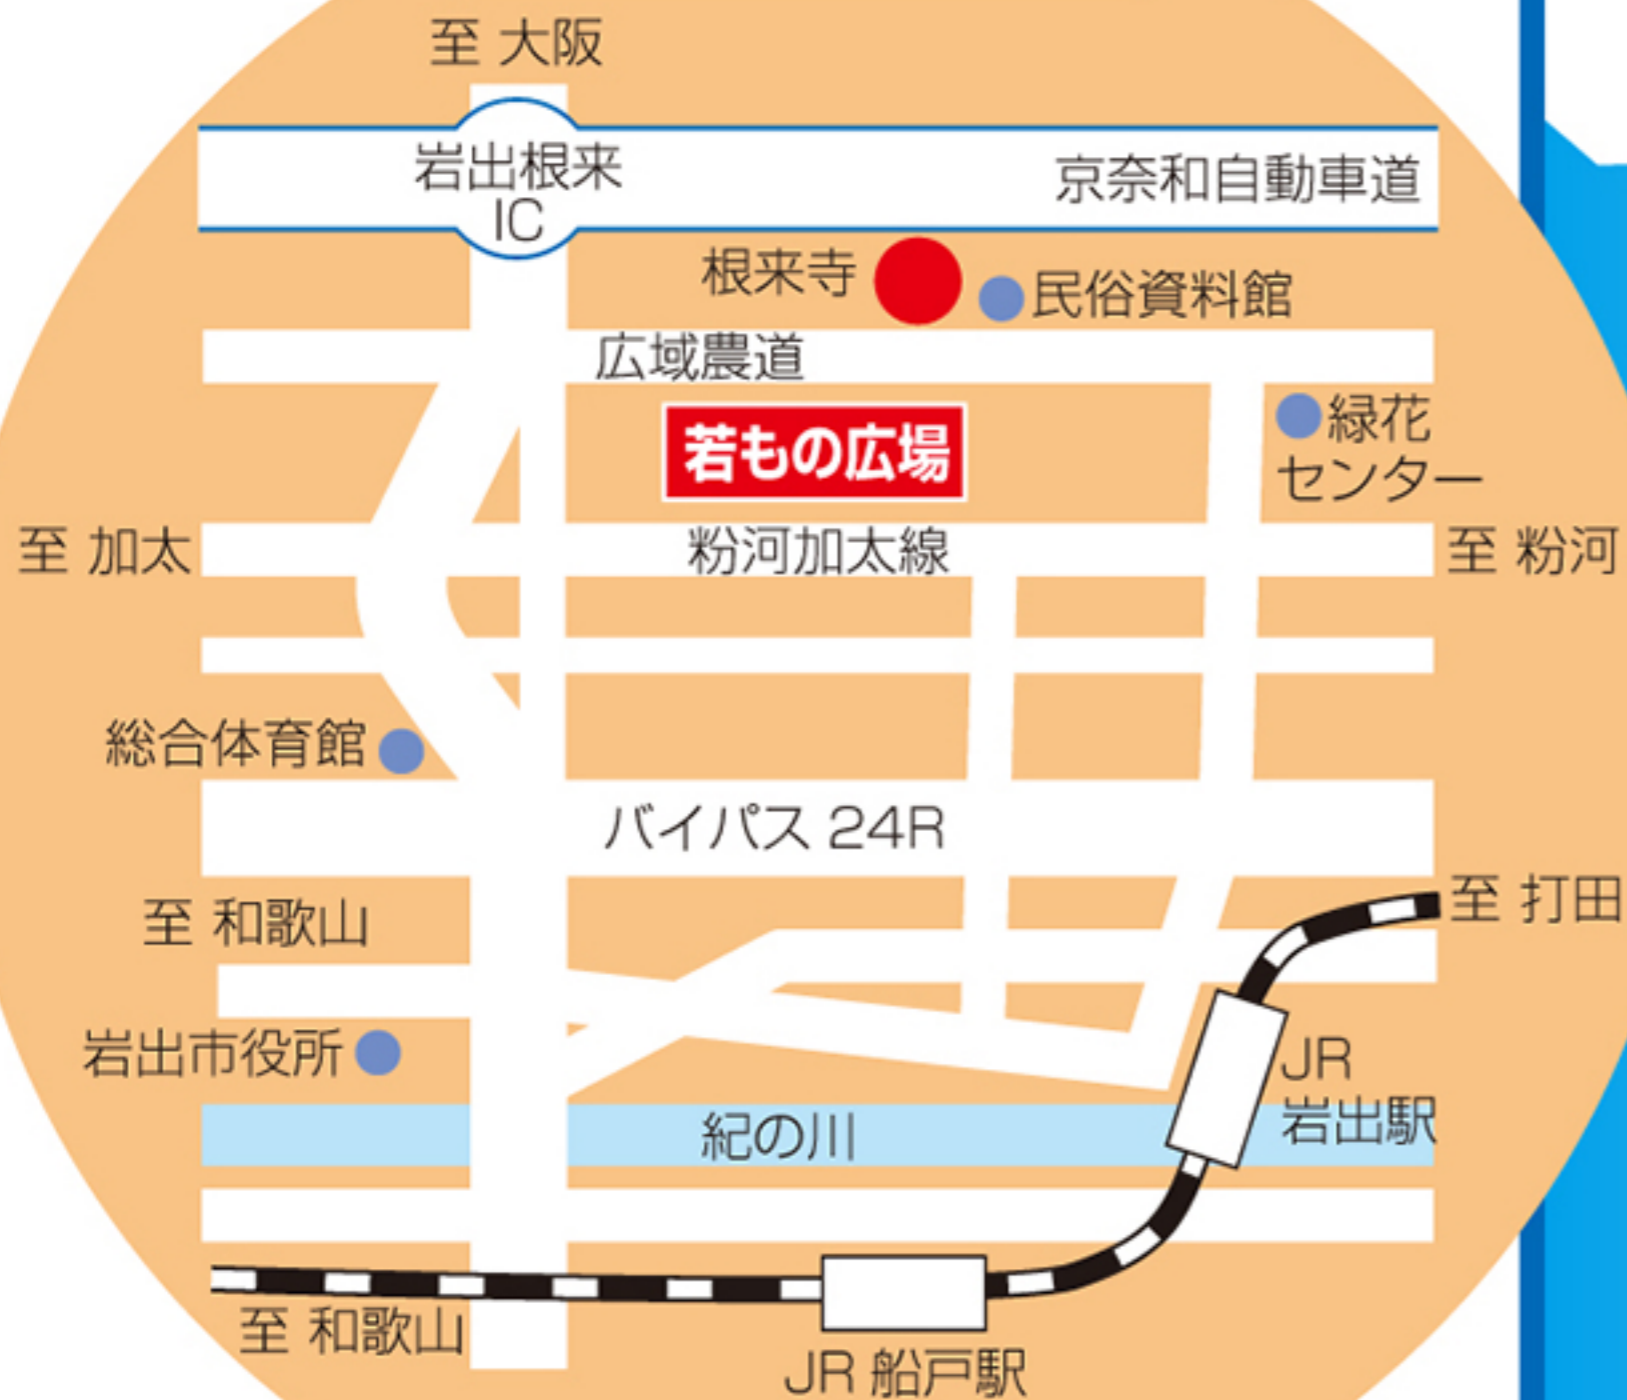 至 大阪
岩出根来
IC
京奈和自動車道
根来寺
民俗資料館
広域農道
緑花
センター
若もの広場
至 加太
粉河加太線
至 粉河
総合体育館
バイパス 24R
至 打田
至 和歌山
岩出市役所
JR
岩出駅
紀の川
至 和歌山
JR 船戸駅